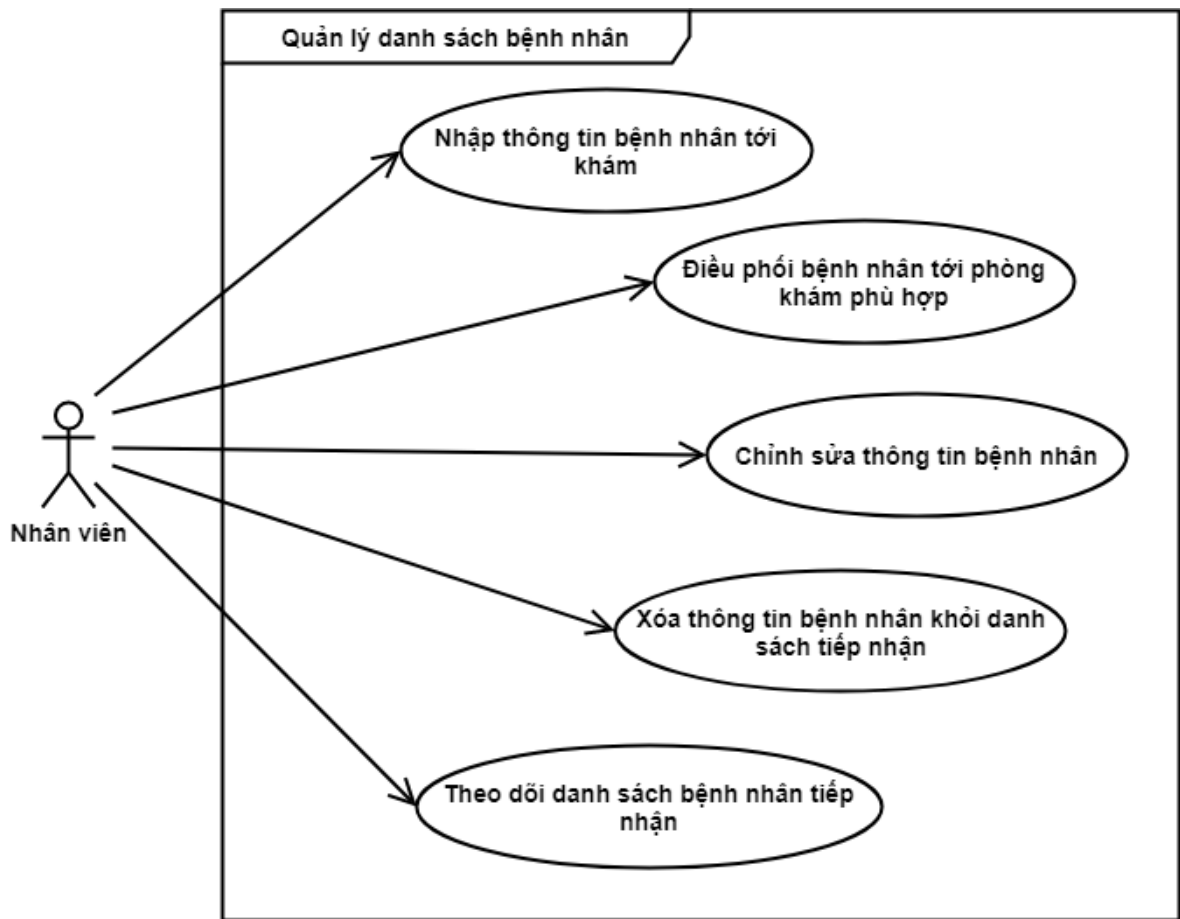 Quản lý danh sách bệnh nhân
Nhập thông tin bệnh nhân tới
khám
Điều phối bệnh nhân tới phòng
khám phù hợp
Chỉnh sửa thông tin bệnh nhân
Nhân viên
Xóa thông tin bệnh nhân khỏi danh
sách tiếp nhận
Theo dõi danh sách bệnh nhân tiếp
nhận